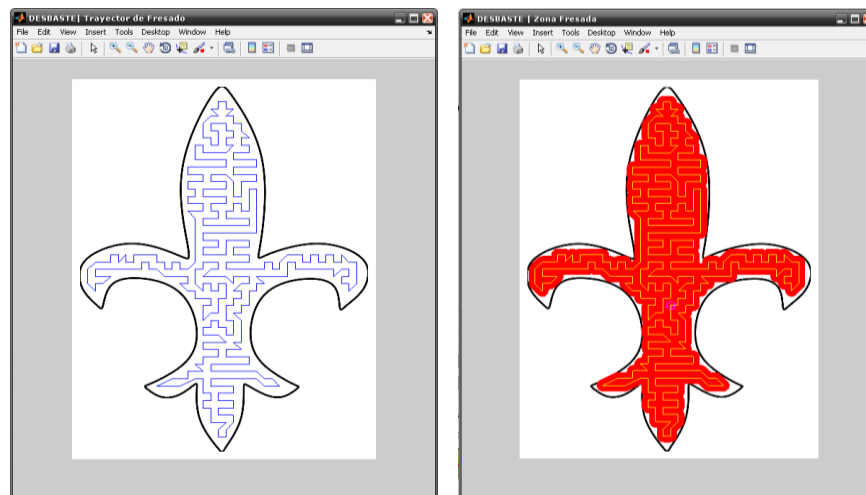 DESBASTE| Trayector de Fresado
File Edit View Insert Tools Desktop Window Help
DESBASTE | Zona Fresada
File Edit View Insert Tools Desktop Window Help